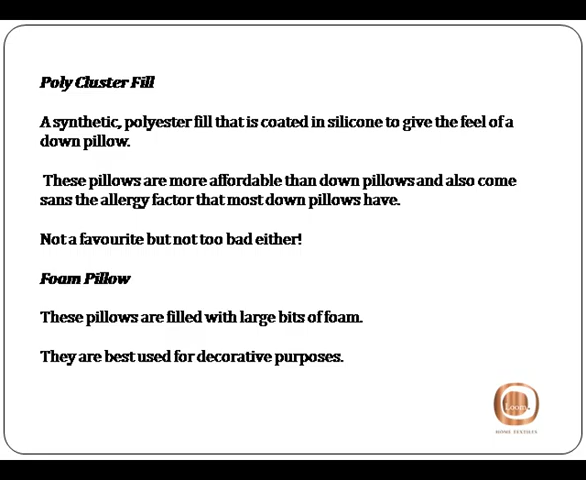 Poly Cluster Fill
A synthetic, polyester fill that is coated in silicone to give the feel of a
down pillow.
These pillows are more affordable than down pillows and also come
sans the allergy factor that most down pillows have.
Not a favourite but not too bad either!
Foam Pillow
These pillows are filled with large bits of foam.
They are best used for decorative purposes.
Loom.
HOME TEXTILES